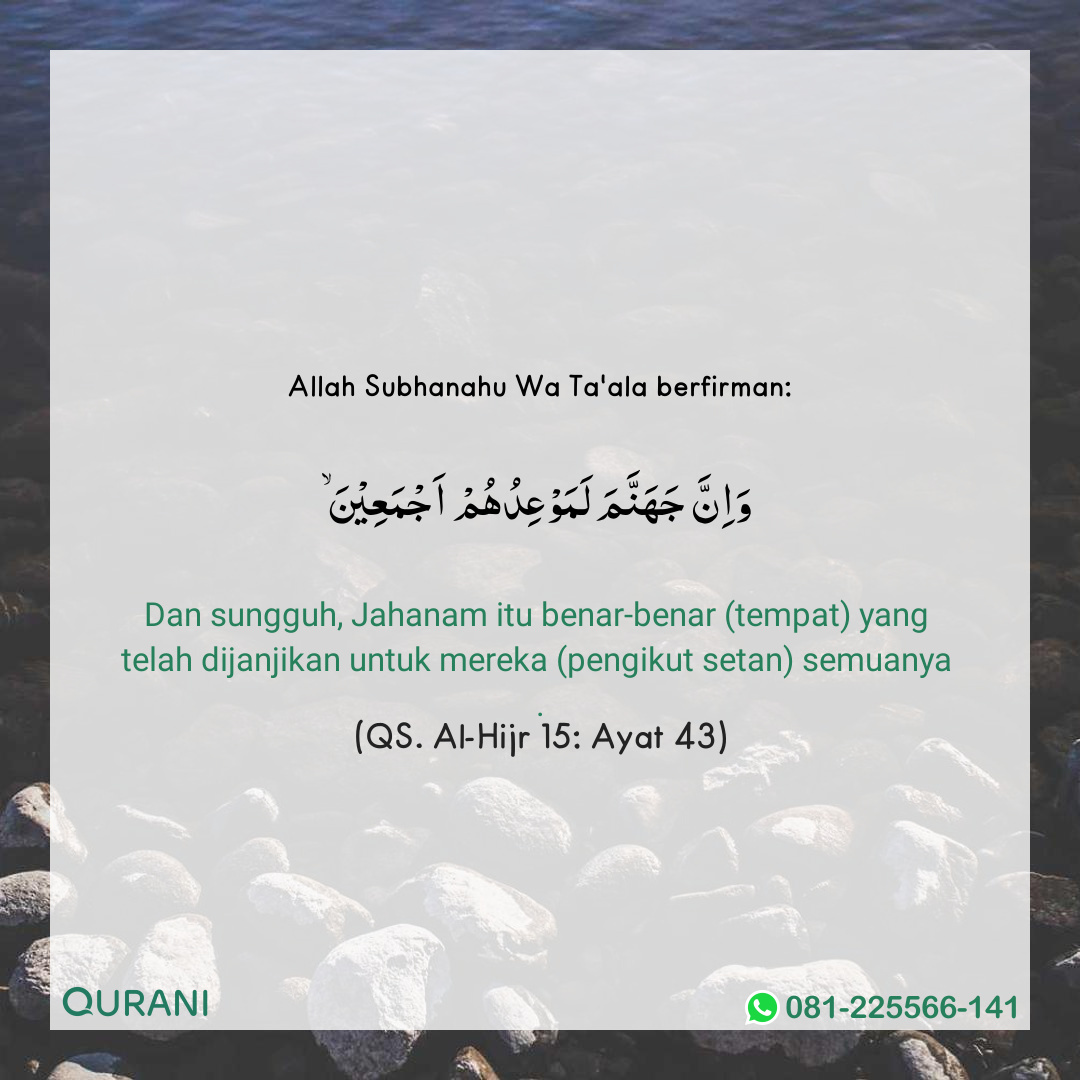 Allah Subhanahu Wa Ta'ala berfirman:
وَاِنَّ جَهَنَّمَ لَمَوْعِدُهُمْ اَجْمَعِيْنَۙ
Dan sungguh, Jahanam itu benar-benar (tempat) yang
telah dijanjikan untuk mereka (pengikut setan) semuanya
.
(QS. Al-Hijr 15: Ayat 43)
QURANI
081-225566-141